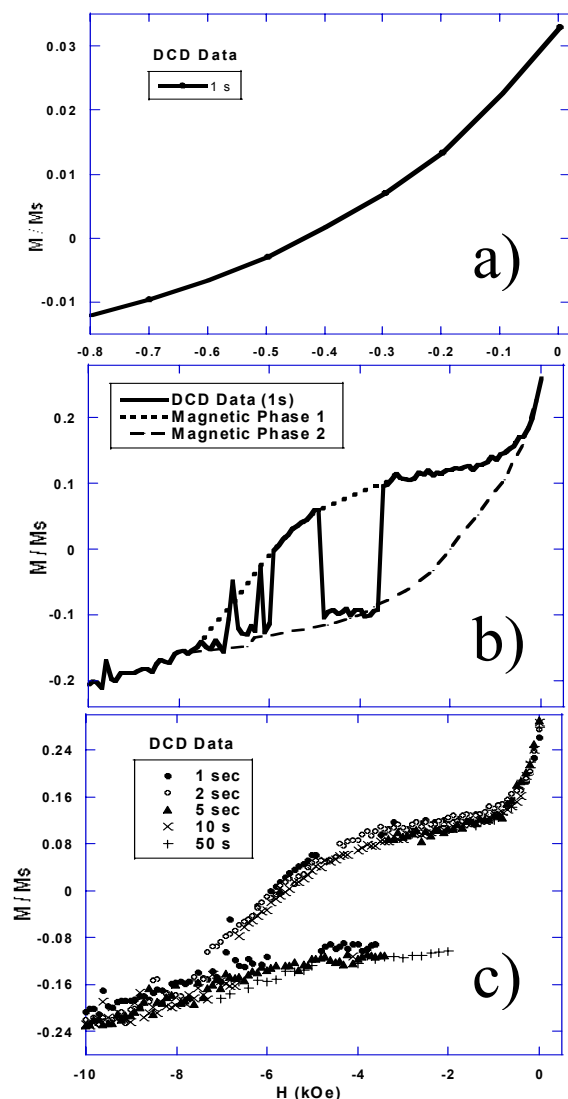 0.03
0.02
0.01
0
-0.01
M / Ms
DCD Data
1 s
a)
-0.8 -0.7 -0.6 -0.5 -0.4 -0.3 -0.2 -0.1 0
0.2
0.1
0
-0.1
-0.2
M / Ms
DCD Data (1s)
Magnetic Phase 1
Magnetic Phase 2
b)
0.24
0.16
0.08
0
-0.08
-0.16
-0.24
M / Ms
DCD Data
1 sec
2 sec
5 sec
10 s
50 s
c)
-10 -8 -6 -4 -2 0
H (kOe)